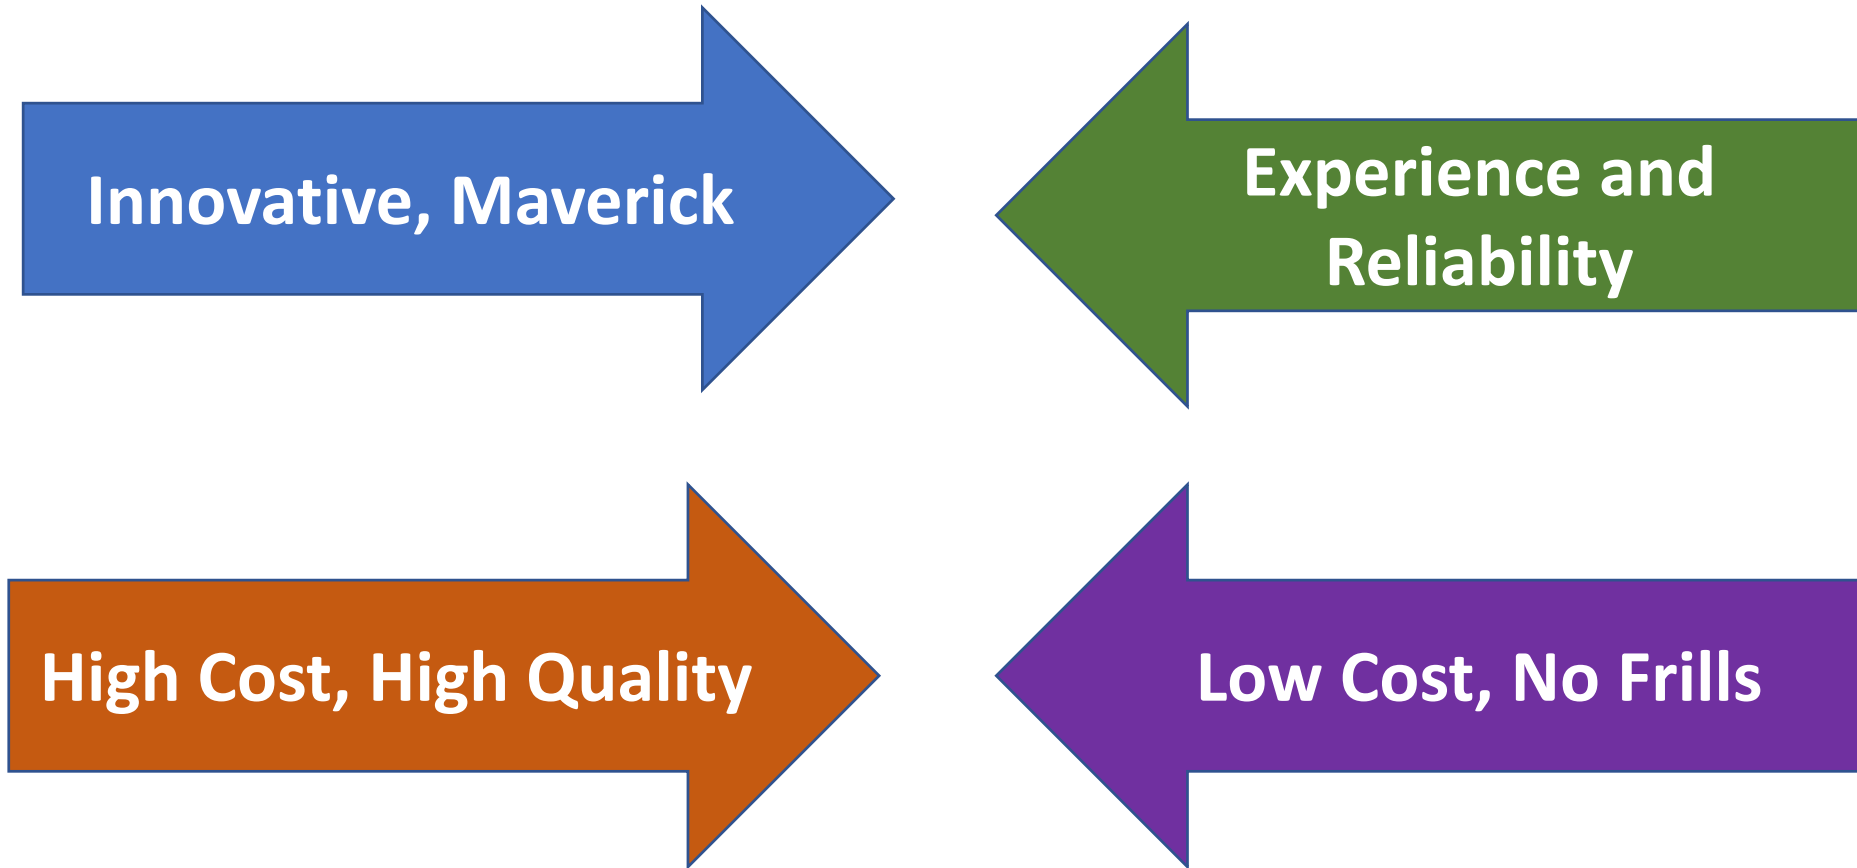 Innovative, Maverick
Experience and
Reliability
High Cost, High Quality
Low Cost, No Frills